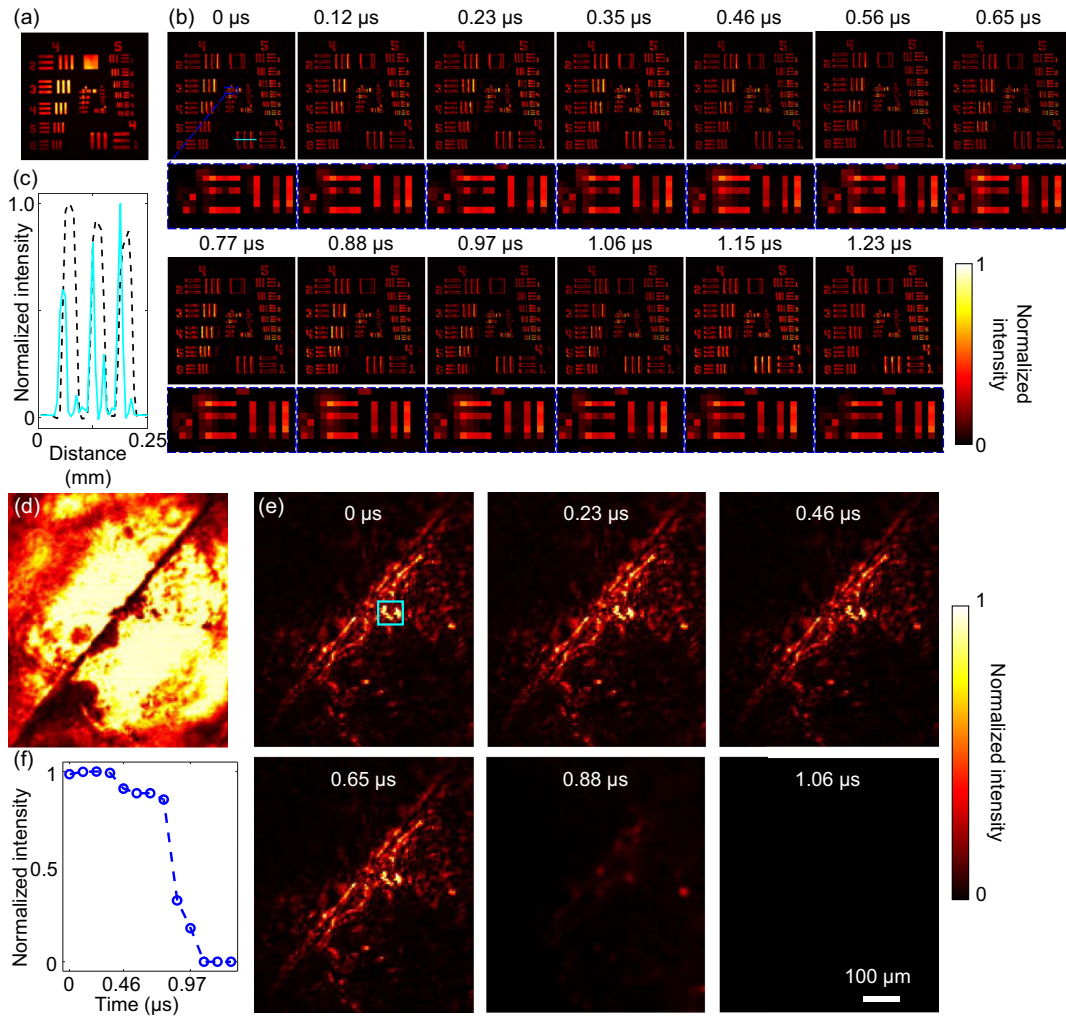 (a)
(b)
0 µs
0.12 µs
0.23 µs
0.35 µs
0.46 µs
0.56 µs
0.65 µs
(c)
1.0
Normalized intensity
0
0
0.25
Distance
(mm)
0.77 µs
0.88 µs
0.97 µs
1.06 µs
1.15 µs
1.23 µs
1
0
Normalized
intensity
(d)
(e)
0 µs
0.23 µs
0.46 µs
0.65 µs
0.88 µs
1.06 µs
100 µm
1
0
Normalized intensity
(f)
1
0.5
0
Normalized intensity
0
0.46
0.97
Time (µs)